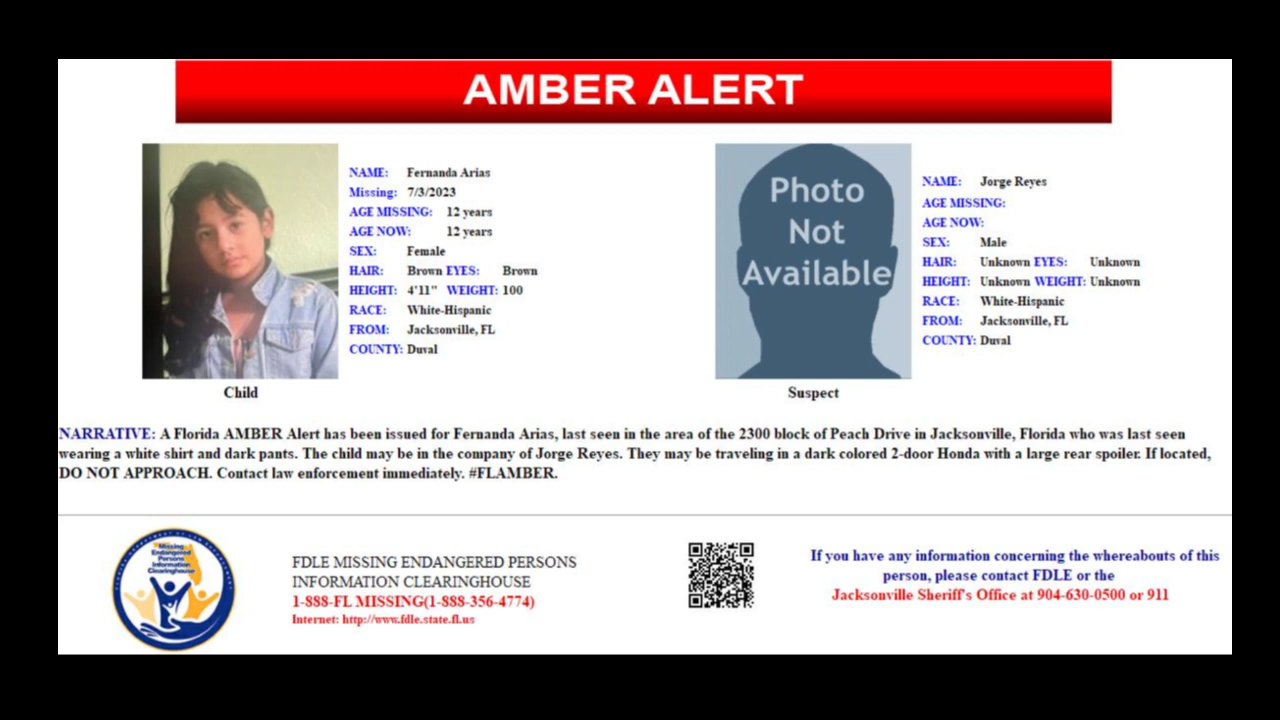 AMBER ALERT
NAME: Fernanda Arias
Missing: 7/3/2023
AGE MISSING: 12 years
AGE NOW: 12 years
SEX: Female
HAIR: Brown EYES: Brown
HEIGHT: 4'11" WEIGHT: 100
RACE: White-Hispanic
FROM: Jacksonville, FL
COUNTY: Duval
Child
Photo
Not
Available
NAME: Jorge Reyes
AGE MISSING:
AGE NOW:
SEX: Male
HAIR: Unknown EYES: Unknown
HEIGHT: Unknown WEIGHT: Unknown
RACE: White-Hispanic
FROM: Jacksonville, FL
COUNTY: Duval
Suspect
NARRATIVE: A Florida AMBER Alert has been issued for Fernanda Arias, last seen in the area of the 2300 block of Peach Drive in Jacksonville, Florida who was last seen
wearing a white shirt and dark pants. The child may be in the company of Jorge Reyes. They may be traveling in a dark colored 2-door Honda with a large rear spoiler. If located,
DO NOT APPROACH. Contact law enforcement immediately. #FLAMBER.
Missing
Endangered
Persons
Information
Clearinghouse
FDLE MISSING ENDANGERED PERSONS
INFORMATION CLEARINGHOUSE
1-888-FL MISSING(1-888-356-4774)
Internet: http://www.fdle.state.fl.us
If you have any information concerning the whereabouts of this
person, please contact FDLE or the
Jacksonville Sheriff's Office at 904-630-0500 or 911